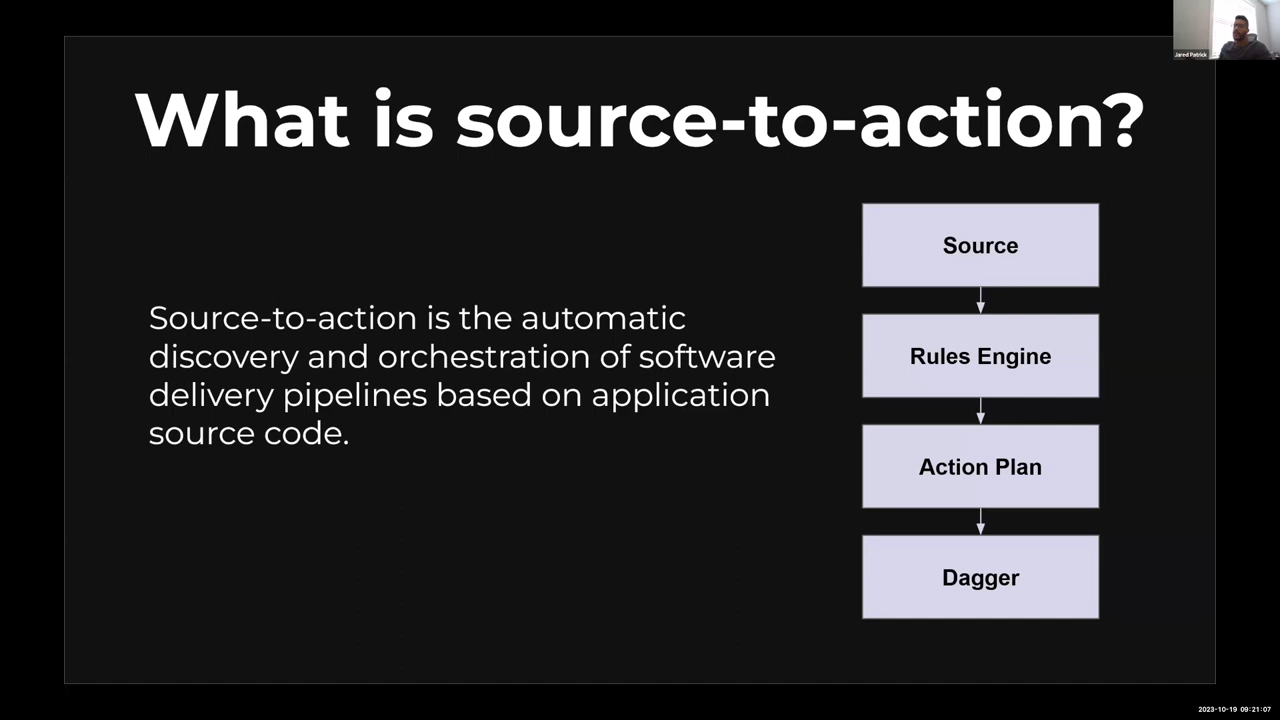 Jared Patrick
What is source-to-action?
Source-to-action is the automatic
discovery and orchestration of software
delivery pipelines based on application
source code.
Source
Rules Engine
Action Plan
Dagger
2023-10-19 09:21:07